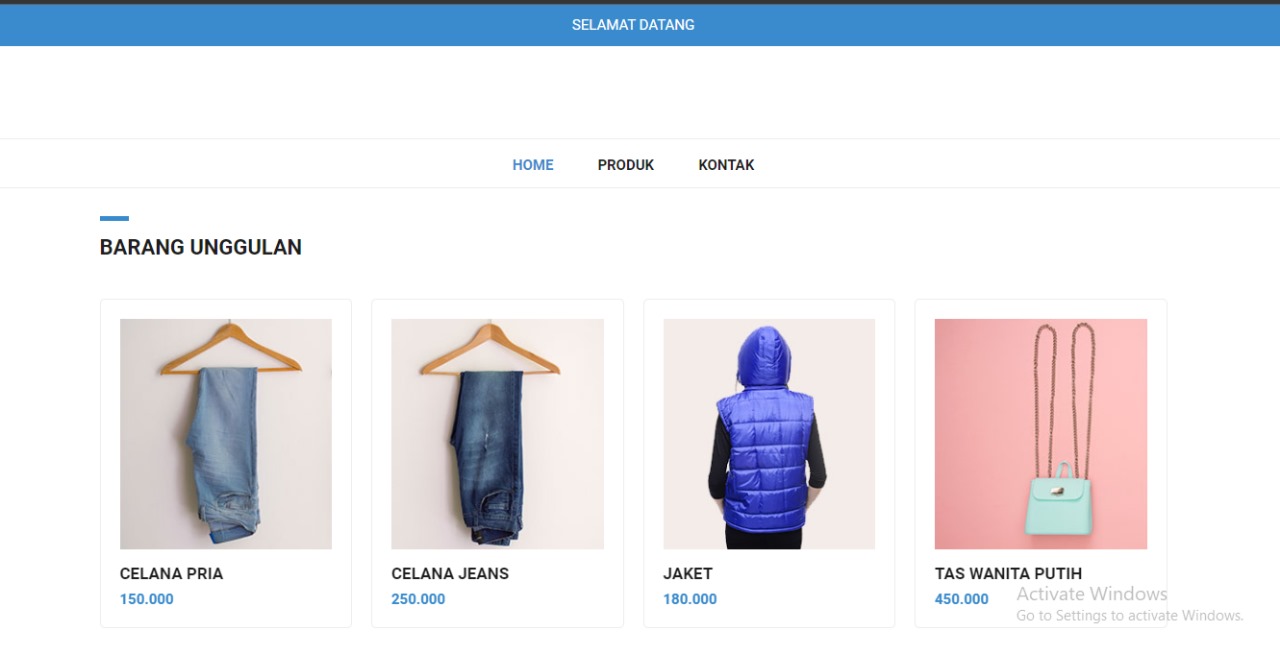 SELAMAT DATANG
HOME PRODUK KONTAK
BARANG UNGGULAN
CELANA PRIA
150.000
CELANA JEANS
250.000
JAKET
180.000
TAS WANITA PUTIH
450.000
Activate Windows
Go to Settings to activate Windows.